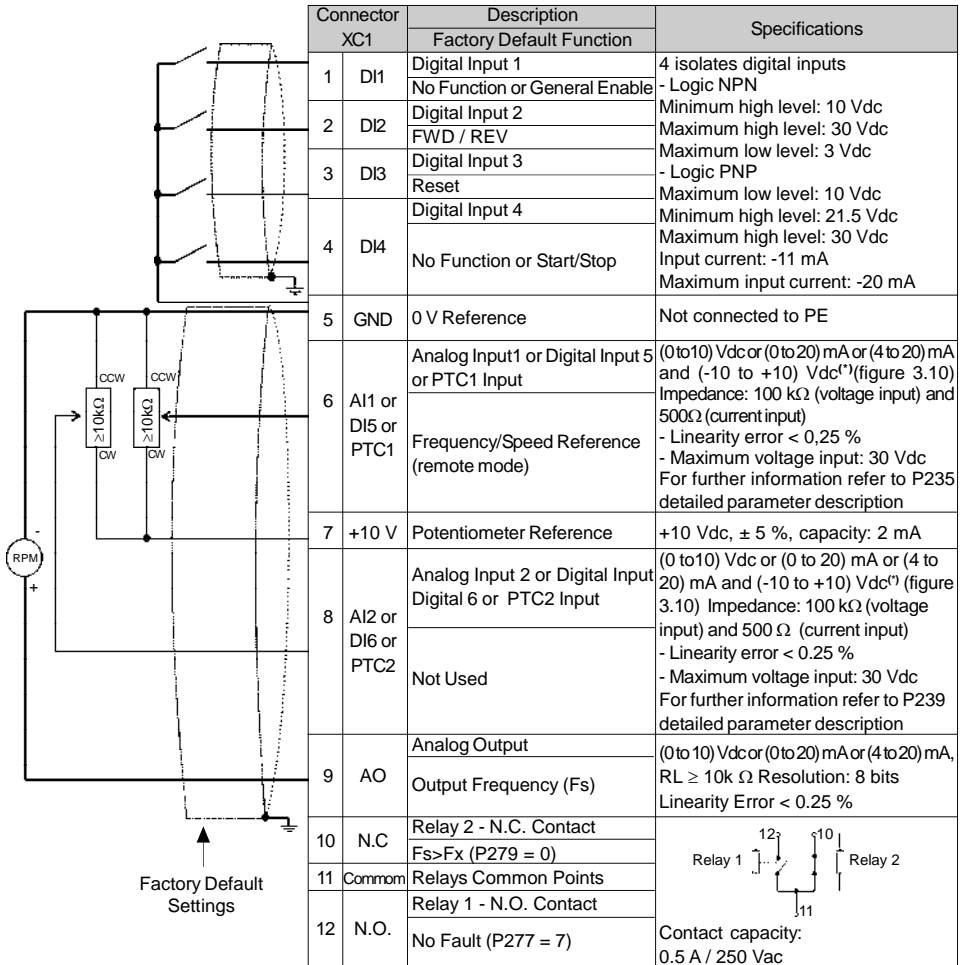 Connector
XC1
Description
Factory Default Function
Specifications
1
DI1
Digital Input 1
No Function or General Enable
2
DI2
Digital Input 2
FWD / REV
3
DI3
Digital Input 3
Reset
4
DI4
Digital Input 4
No Function or Start/Stop
4 isolates digital inputs
- Logic NPN
Minimum high level: 10 Vdc
Maximum high level: 30 Vdc
Maximum low level: 3 Vdc
- Logic PNP
Maximum low level: 10 Vdc
Minimum high level: 21.5 Vdc
Maximum high level: 30 Vdc
Input current: -11 mA
Maximum input current: -20 mA
5
GND
0 V Reference
Not connected to PE
CCW
≥10kΩ
CW
CCW
≥10kΩ
CW
6
AI1 or
DI5 or
PTC1
Analog Input1 or Digital Input 5
or PTC1 Input
Frequency/Speed Reference
(remote mode)
(0 to10) Vdc or (0 to 20) mA or (4 to 20) mA
and (-10 to +10) Vdc(*)(figure 3.10)
Impedance: 100 kΩ (voltage input) and
500Ω (current input)
- Linearity error < 0,25 %
- Maximum voltage input: 30 Vdc
For further information refer to P235
detailed parameter description
7
+10 V
Potentiometer Reference
+10 Vdc, ± 5 %, capacity: 2 mA
-
RPM
+
8
AI2 or
DI6 or
PTC2
Analog Input 2 or Digital Input
Digital 6 or PTC2 Input
Not Used
(0 to10) Vdc or (0 to 20) mA or (4 to
20) mA and (-10 to +10) Vdc(*) (figure
3.10) Impedance: 100 kΩ (voltage
input) and 500 Ω (current input)
- Linearity error < 0.25 %
- Maximum voltage input: 30 Vdc
For further information refer to P239
detailed parameter description
9
AO
Analog Output
Output Frequency (Fs)
(0 to 10) Vdc or (0 to 20) mA or (4 to 20) mA,
RL ≥ 10k Ω Resolution: 8 bits
Linearity Error < 0.25 %
10
N.C
Relay 2 - N.C. Contact
Fs>Fx (P279 = 0)
11
Commom
Relays Common Points
12
N.O.
Relay 1 - N.O. Contact
No Fault (P277 = 7)
12
10
Relay 1
Relay 2
11
Contact capacity:
0.5 A / 250 Vac
Factory Default
Settings